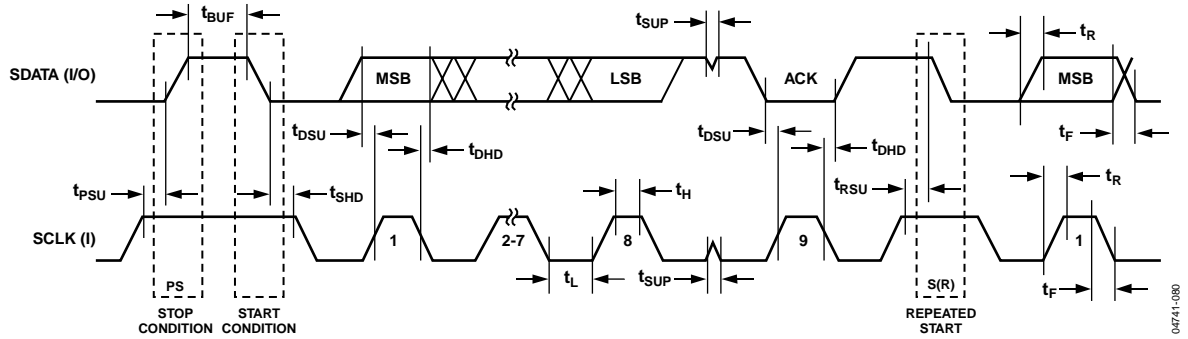 tBUF
tSUP
tR
SDATA (I/O)
MSB
LSB
ACK
MSB
tDSU
tDHD
tDSU
tDHD
tF
tPSU
tSHD
tH
tRSU
tR
SCLK (I)
1
2-7
8
9
1
PS
tL
tSUP
S(R)
tF
STOP
CONDITION
START
CONDITION
REPEATED
START
04741-080